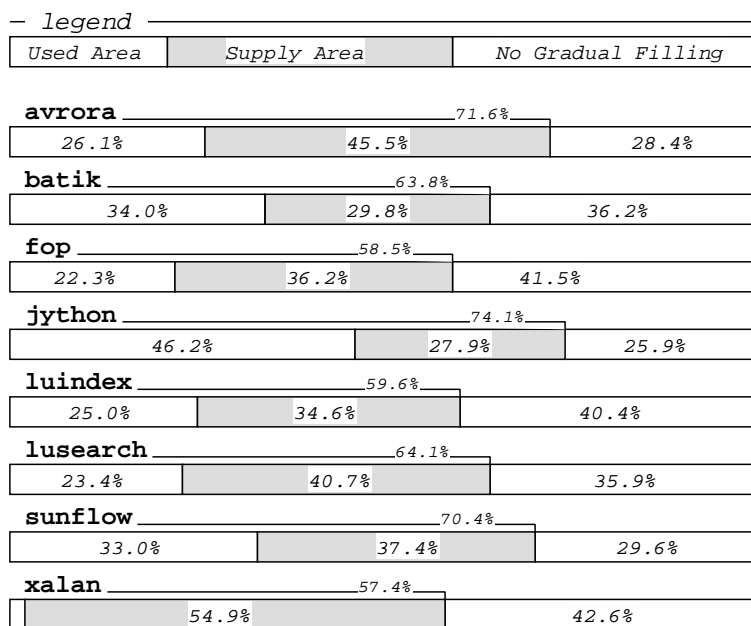 legend
Used Area Supply Area No Gradual Filling
avrora 71.6%
26.1% 45.5% 28.4%
batik 63.8%
34.0% 29.8% 36.2%
fop 58.5%
22.3% 36.2% 41.5%
jython 74.1%
46.2% 27.9% 25.9%
luindex 59.6%
25.0% 34.6% 40.4%
lusearch 64.1%
23.4% 40.7% 35.9%
sunflow 70.4%
33.0% 37.4% 29.6%
xalan 57.4%
54.9% 42.6%